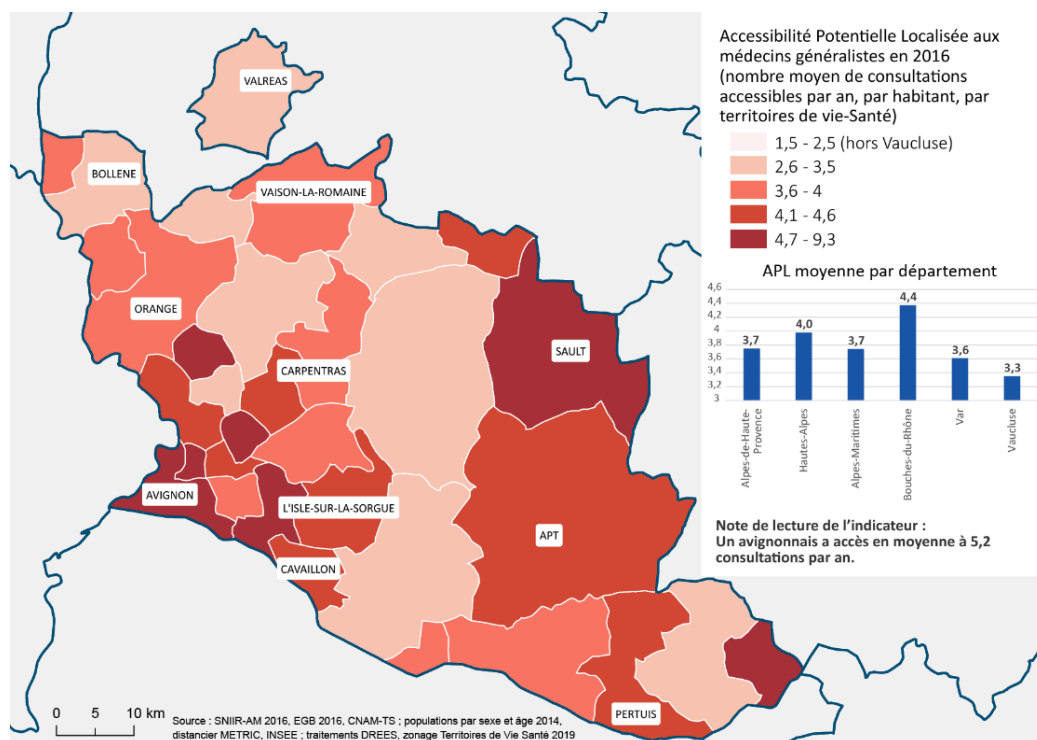 Accessibilité Potentielle Localisée aux
médecins généralistes en 2016
(nombre moyen de consultations
accessibles par an, par habitant, par
territoires de vie-Santé)
1,5 - 2,5 (hors Vaucluse)
2,6 - 3,5
3,6 - 4
4,1 - 4,6
4,7 - 9,3
VALREAS
BOLLENE
VAISON-LA-ROMAINE
ORANGE
SAULT
CARPENTRAS
AVIGNON
L'ISLE-SUR-LA-SORGUE
APT
CAVAILLON
PERTUIS
APL moyenne par département
4,6
4,4
4,2
4
3,8
3,6
3,4
3,2
3
3,7
4,0
3,7
4,4
3,6
3,3
Alpes-de-Haute-
Provence
Hautes-Alpes
Alpes-Maritimes
Bouches-du-Rhône
Var
Vaucluse
Note de lecture de l'indicateur :
Un avignonnais a accès en moyenne à 5,2
consultations par an.
0 5 10 km
Source : SNIIR-AM 2016, EGB 2016, CNAM-TS ; populations par sexe et âge 2014,
distancier METRIC, INSEE ; traitements DREES, zonage Territoires de Vie Santé 2019